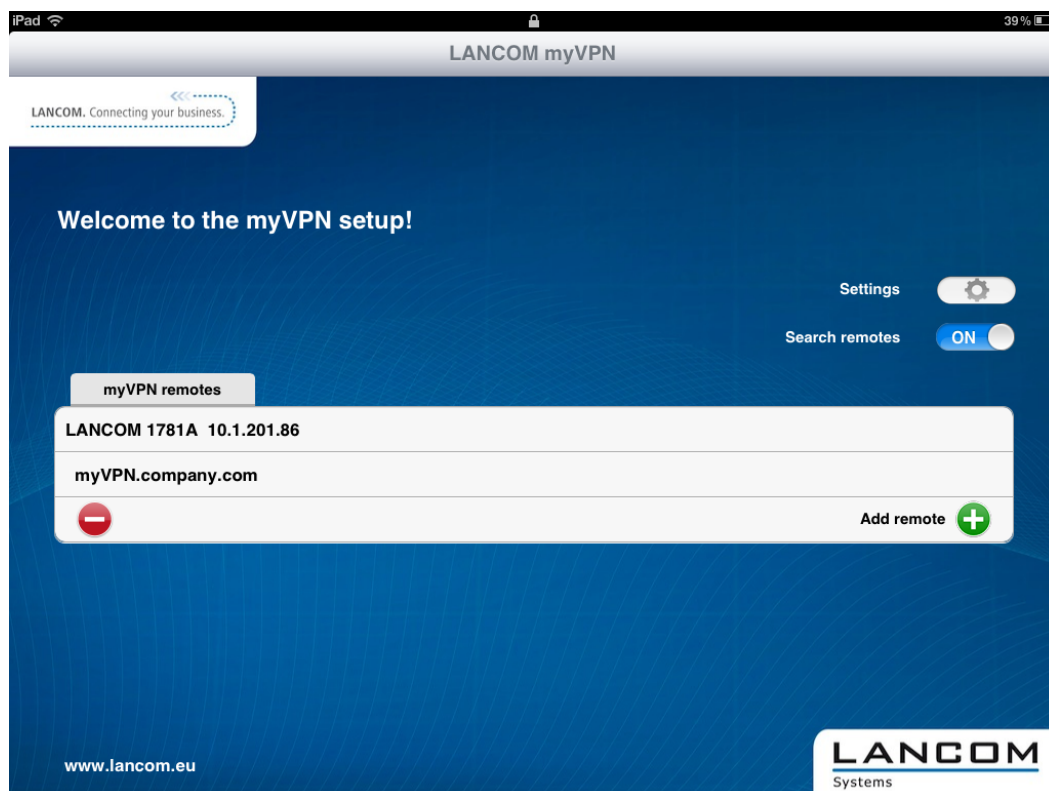 iPad 39%
LANCOM myVPN
LANCOM. Connecting your business.
Welcome to the myVPN setup!
Settings
Search remotes ON
myVPN remotes
LANCOM 1781A 10.1.201.86
myVPN.company.com
Add remote
www.lancom.eu
LANCOM
Systems